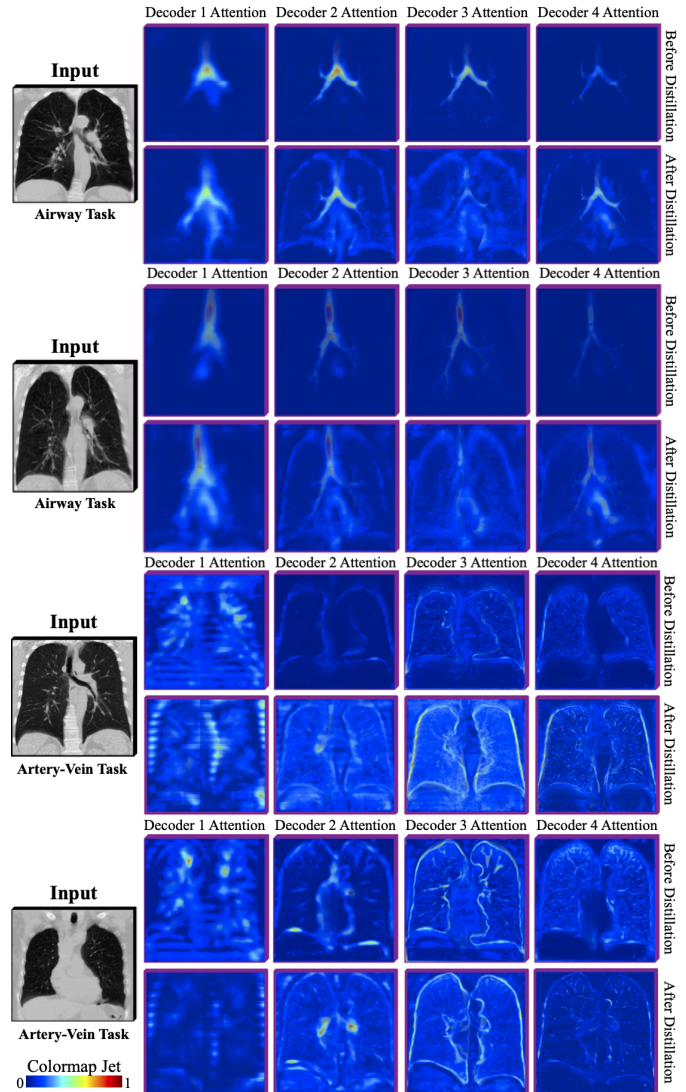 Decoder 1 Attention Decoder 2 Attention Decoder 3 Attention Decoder 4 Attention
Input
Airway Task
Before Distillation
After Distillation
Decoder 1 Attention Decoder 2 Attention Decoder 3 Attention Decoder 4 Attention
Input
Airway Task
Before Distillation
After Distillation
Decoder 1 Attention Decoder 2 Attention Decoder 3 Attention Decoder 4 Attention
Input
Artery-Vein Task
Before Distillation
After Distillation
Decoder 1 Attention Decoder 2 Attention Decoder 3 Attention Decoder 4 Attention
Input
Artery-Vein Task
Before Distillation
After Distillation
Colormap Jet
0 1